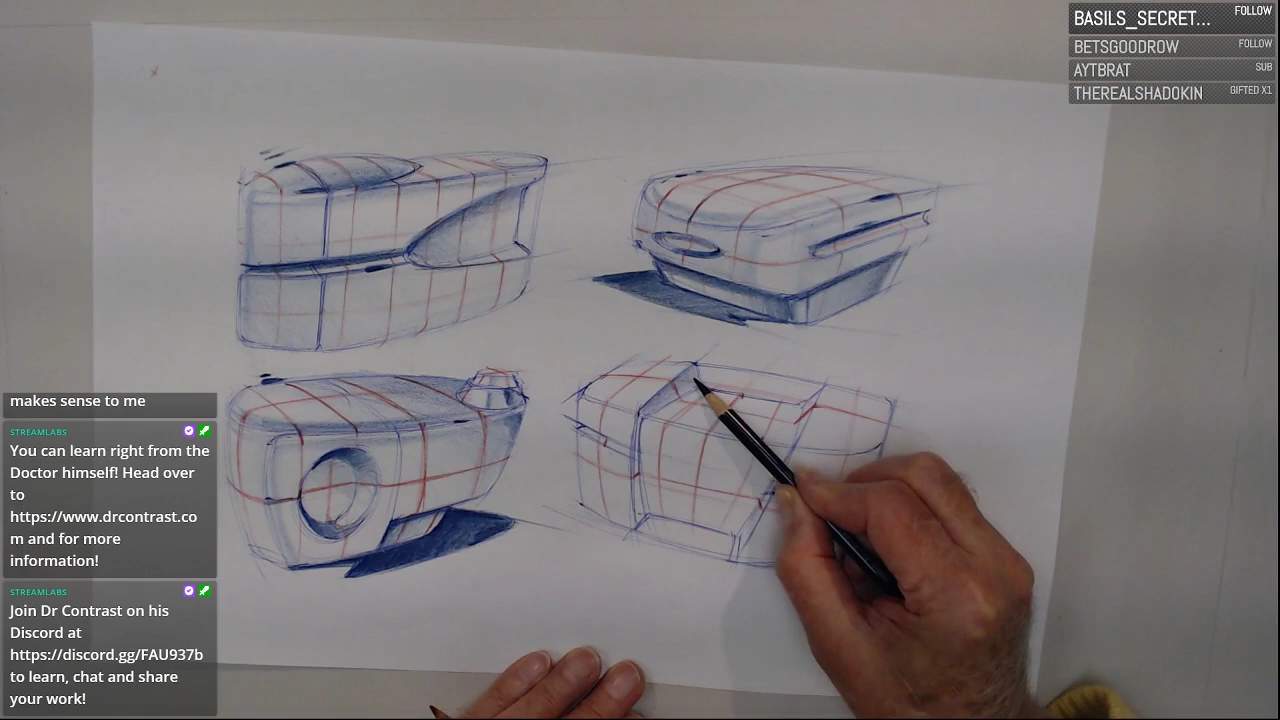 BASILS_SECRET... FOLLOW
BETSGOODROW FOLLOW
AYTBRAT SUB
THEREALSHADOKIN GIFTED X1
makes sense to me
STREAMLABS
You can learn right from the
Doctor himself! Head over
to
https://www.drcontrast.co
m and for more
information!
STREAMLABS
Join Dr Contrast on his
Discord at
https://discord.gg/FAU937b
to learn, chat and share
your work!